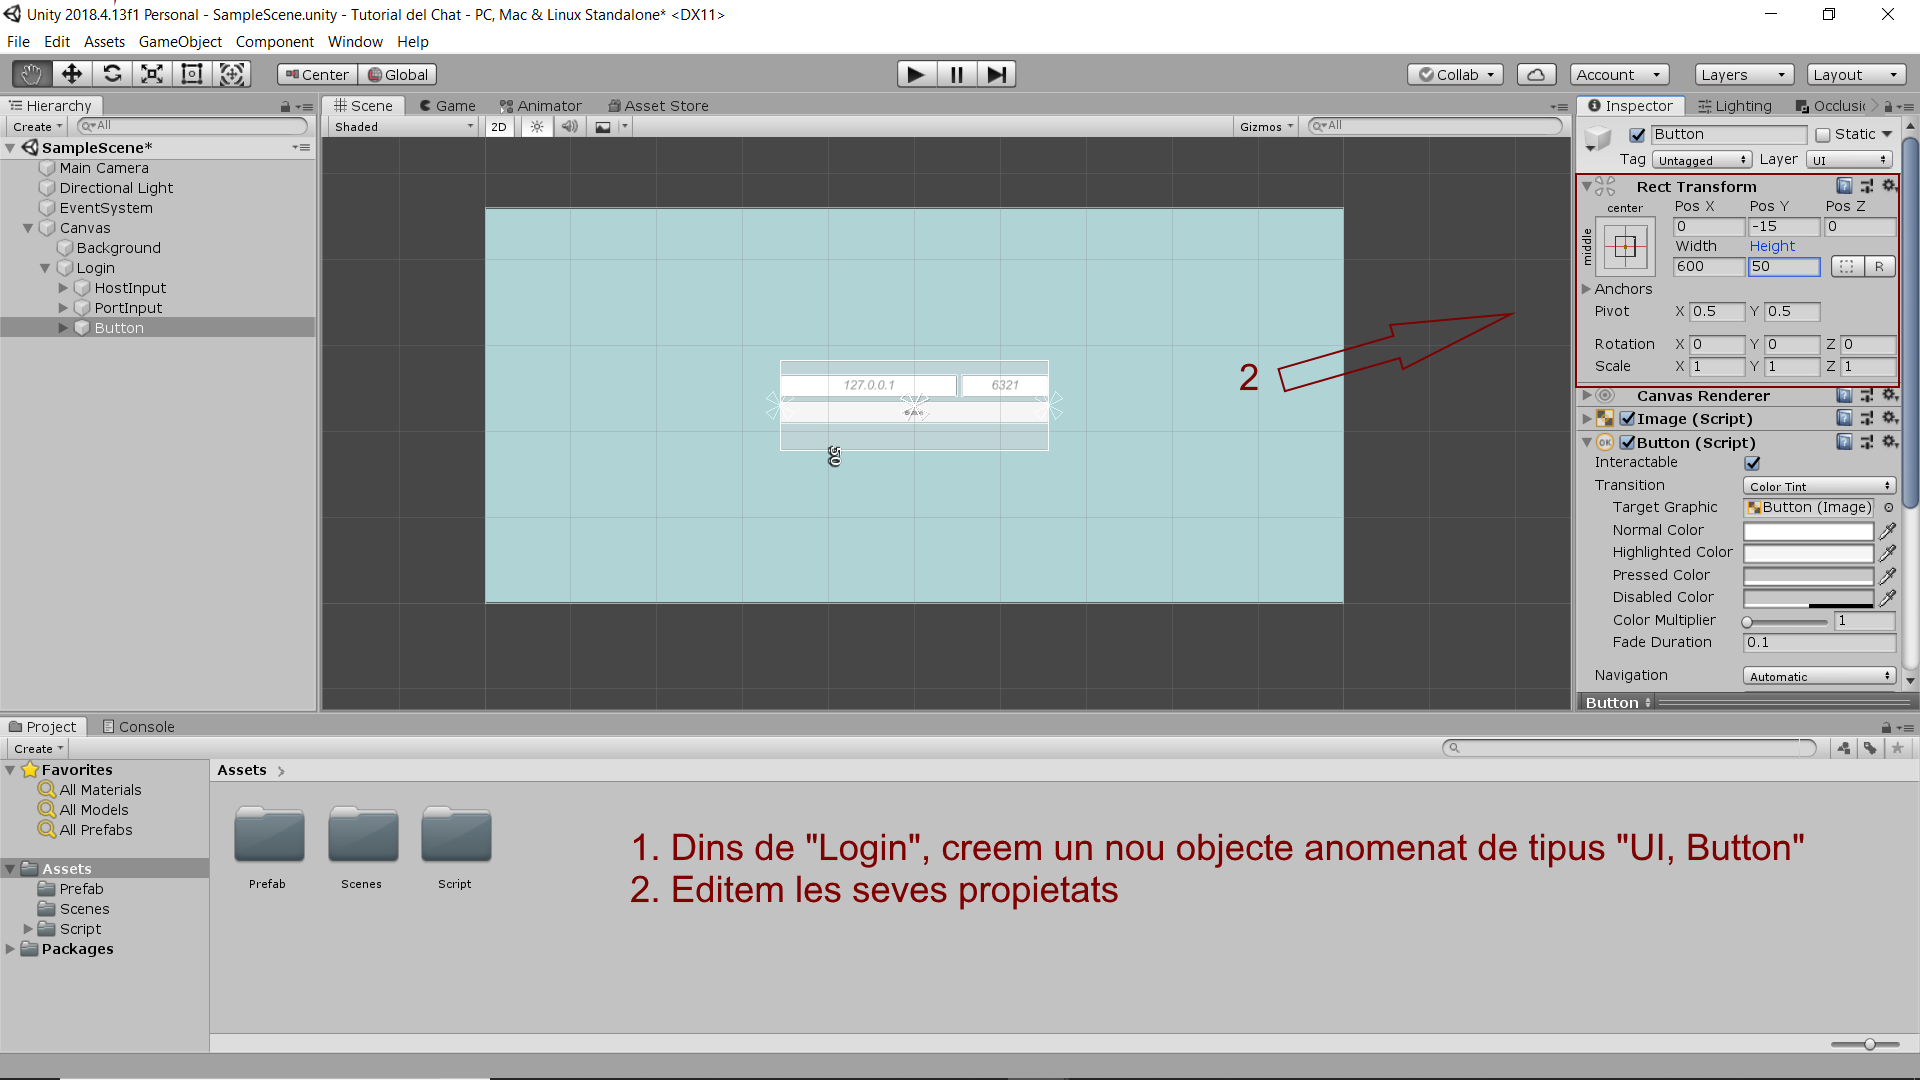 Unity 2018.4.13f1 Personal - SampleScene.unity - Tutorial del Chat - PC, Mac & Linux Standalone* <DX11>
File Edit Assets GameObject Component Window Help
Center Global Collab Account Layers Layout
Hierarchy
Create All
SampleScene*
Main Camera
Directional Light
EventSystem
Canvas
Background
Login
HostInput
PortInput
Button
Scene Game Animator Asset Store
Shaded 2D Gizmos All
127.0.0.1 6321
50
2
Inspector Lighting Occlusi
Button Static
Tag Untagged Layer UI
Rect Transform
center Pos X Pos Y Pos Z
middle 0 -15 0
Width Height
600 50 R
Anchors
Pivot X 0.5 Y 0.5
Rotation X 0 Y 0 Z 0
Scale X 1 Y 1 Z 1
Canvas Renderer
Image (Script)
OK Button (Script)
Interactable
Transition Color Tint
Target Graphic Button (Image)
Normal Color
Highlighted Color
Pressed Color
Disabled Color
Color Multiplier 1
Fade Duration 0.1
Navigation Automatic
Button
Project Console
Create
Favorites
All Materials
All Models
All Prefabs
Assets
Prefab
Scenes
Script
Packages
Assets
Prefab Scenes Script
1. Dins de "Login", creem un nou objecte anomenat de tipus "UI, Button"
2. Editem les seves propietats